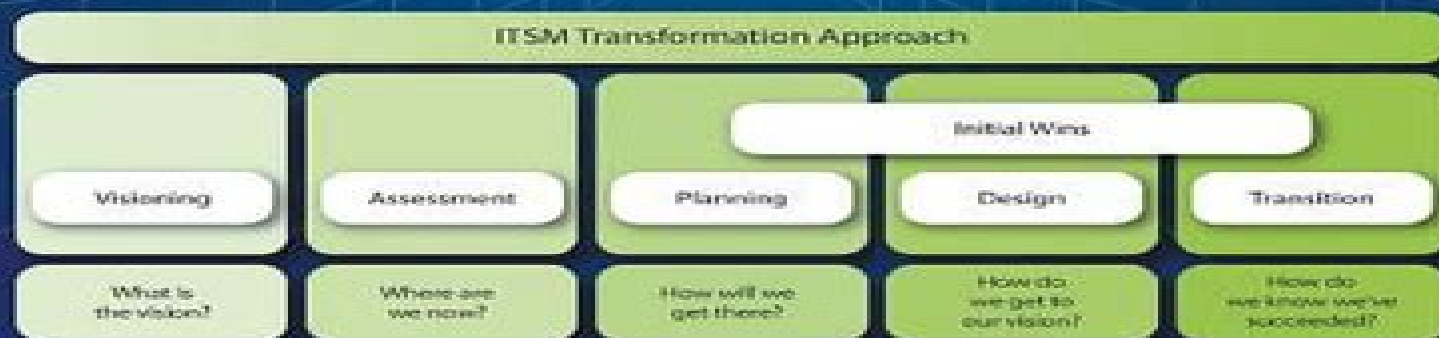 ITSM Transformation Approach
Initial Wins
Visioning
Assessment
Planning
Design
Transition
What is
the vision?
Where are
we now?
How will we
get there?
How do
we get to
our vision?
How do
we know we've
succeeded?